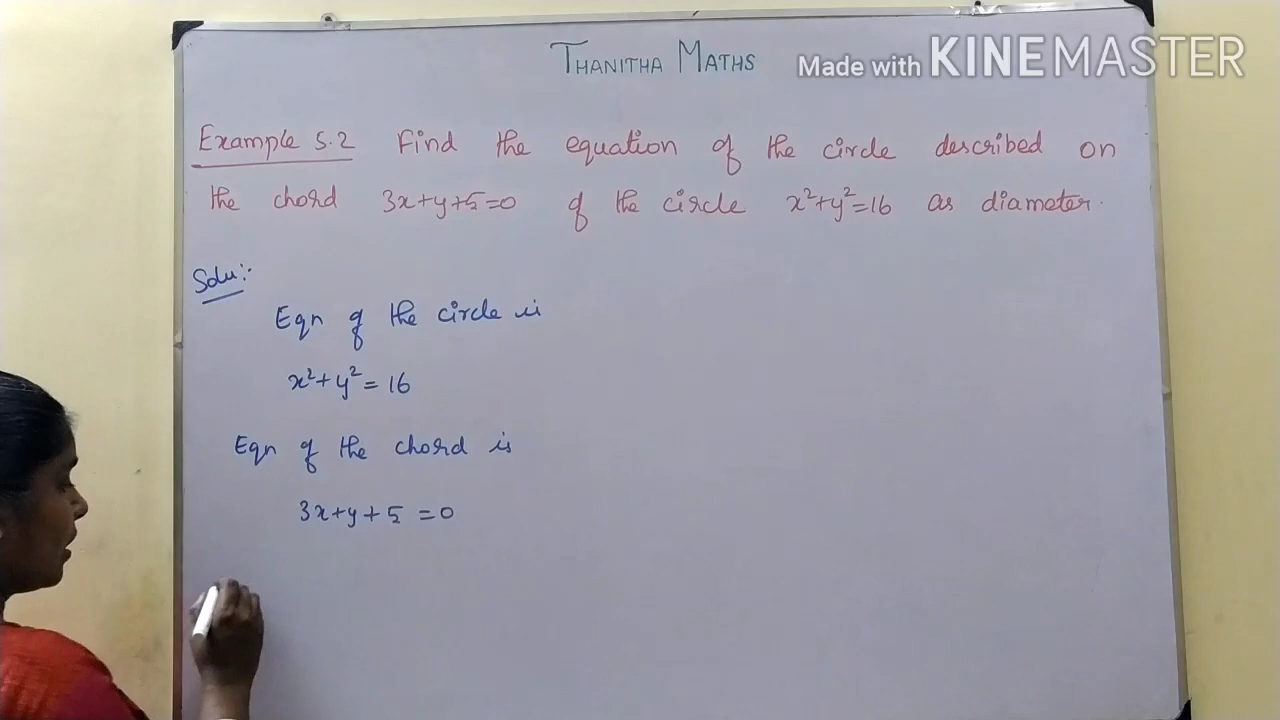 THANITHA MATHS
Made with KINEMASTER
Example 5.2 Find the equation of the circle described on
the chord 3x+y+5=0 of the circle x²+y²=16 as diameter.
Solu:-
Eqn of the circle is
x²+y²=16
Eqn of the chord is
3x+y+5=0